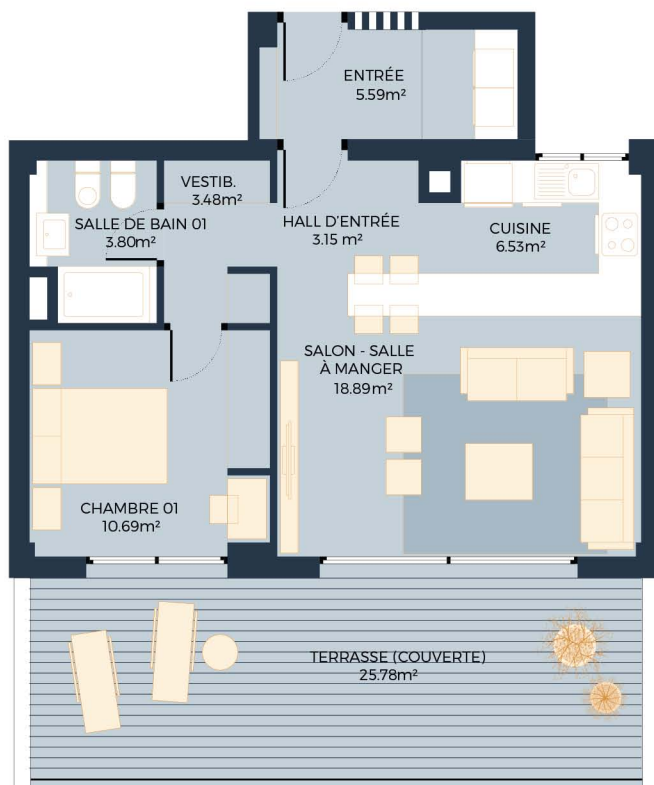 ENTRÉE
5.59m²
VESTIB.
3.48m²
SALLE DE BAIN 01
3.80m²
HALL D'ENTRÉE
3.15 m²
CUISINE
6.53m²
SALON - SALLE
À MANGER
18.89m²
CHAMBRE 01
10.69m²
TERRASSE (COUVERTE)
25.78m²